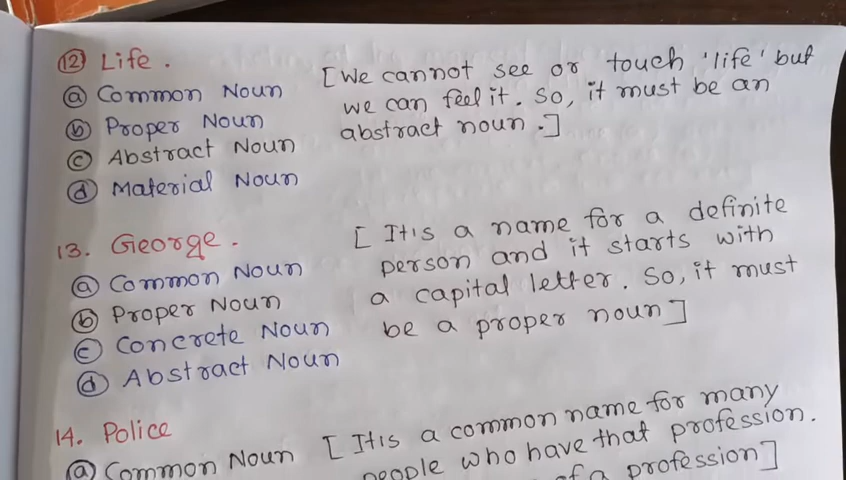 12 Life.
a Common Noun
b Proper Noun
c Abstract Noun
d Material Noun
[We cannot see or touch 'life' but
we can feel it. So, it must be an
abstract noun.]
13. George.
a Common Noun
b Proper Noun
c Concrete Noun
d Abstract Noun
[It's a name for a definite
person and it starts with
a capital letter. So, it must
be a proper noun]
14. Police
a Common Noun
[It is a common name for many
people who have that profession.
of a profession]